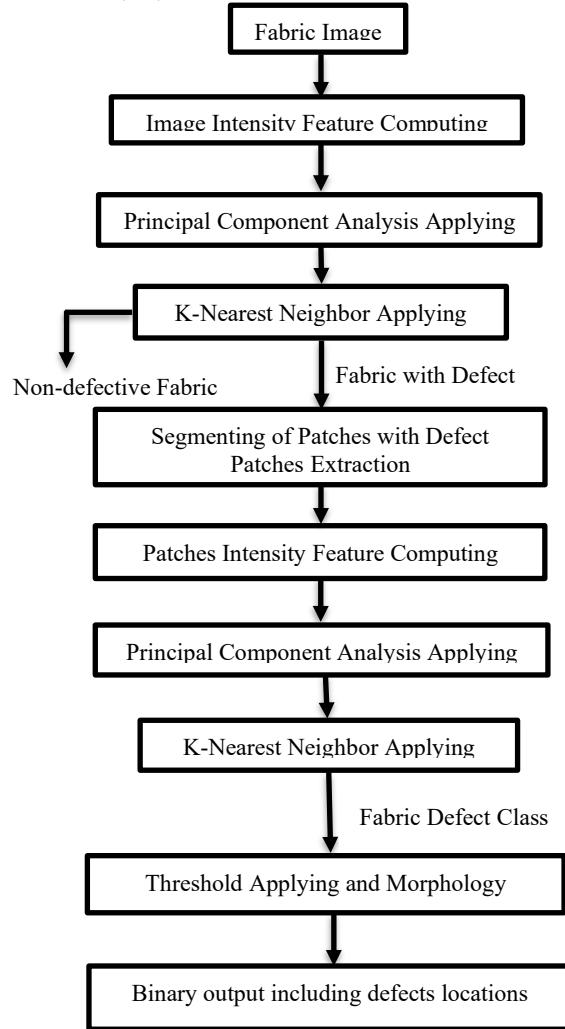 Fabric Image
Image Intensity Feature Computing
Principal Component Analysis Applying
K-Nearest Neighbor Applying
Non-defective Fabric
Fabric with Defect
Segmenting of Patches with Defect
Patches Extraction
Patches Intensity Feature Computing
Principal Component Analysis Applying
K-Nearest Neighbor Applying
Fabric Defect Class
Threshold Applying and Morphology
Binary output including defects locations